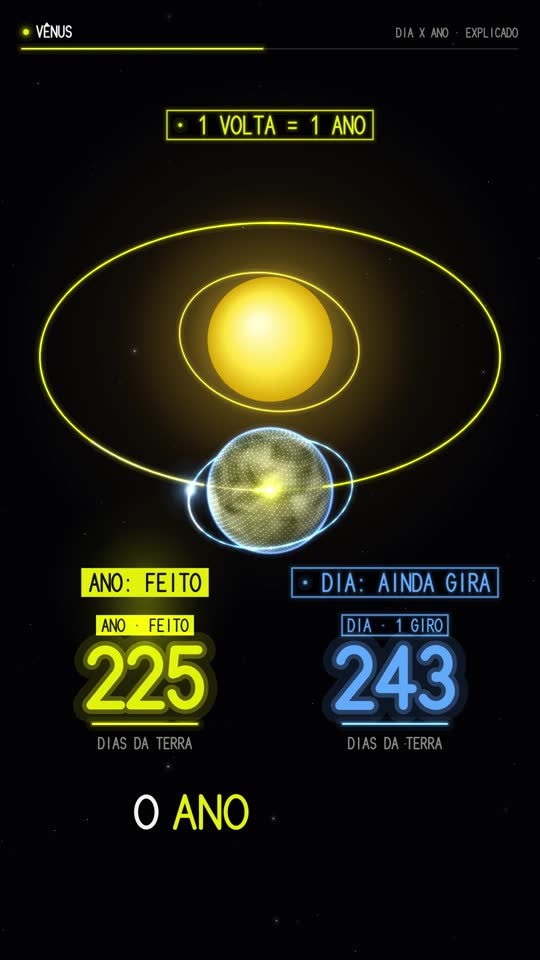 VÊNUS
DIA X ANO · EXPLICADO
1 VOLTA = 1 ANO
ANO: FEITO
DIA: AINDA GIRA
ANO · FEITO
DIA · 1 GIRO
225
243
DIAS DA TERRA
DIAS DA TERRA
O ANO